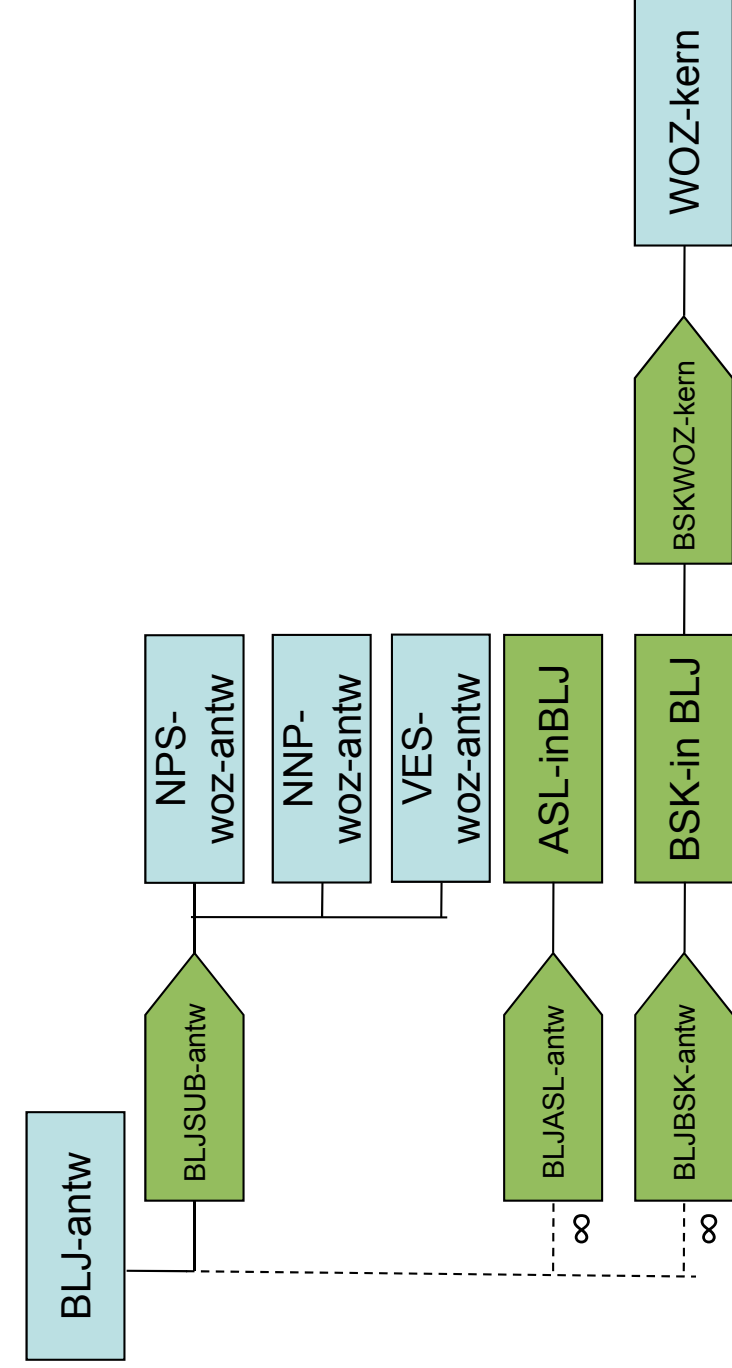 BLJ-antw
BLJSUB-antw
NPS-
woz-antw
NNP-
woz-antw
VES-
woz-antw
∞
BLJASL-antw
ASL-inBLJ
∞
BLJBSK-antw
BSK-in BLJ
BSKWOZ-kern
WOZ-kern